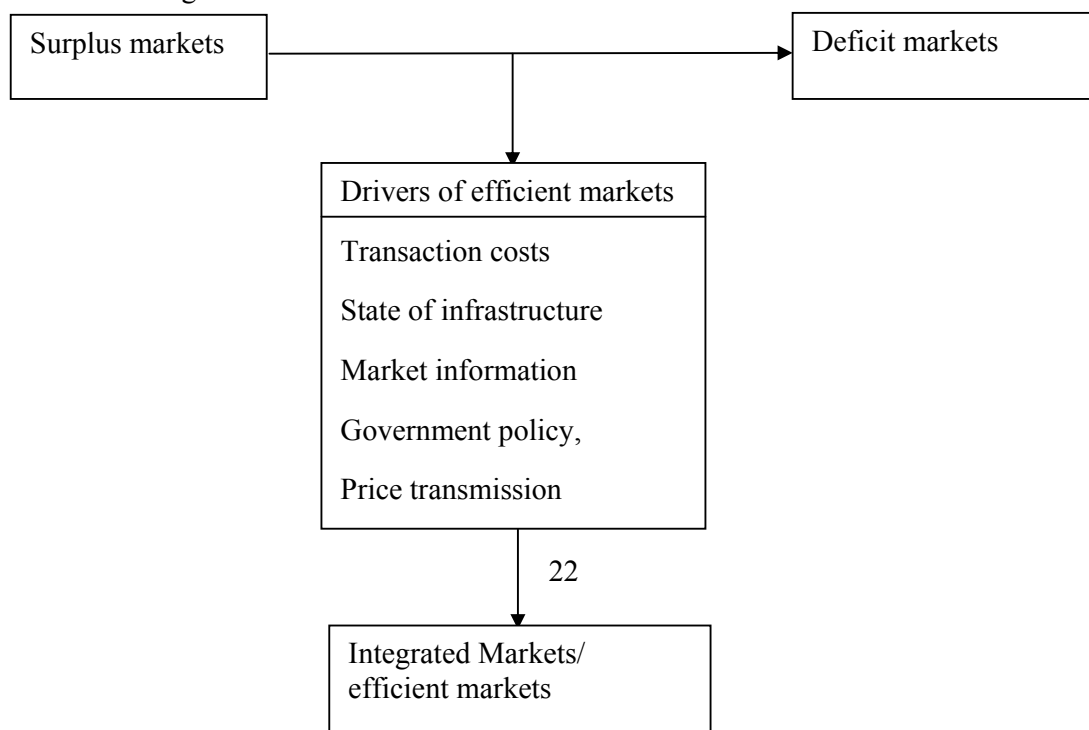 Surplus markets
Deficit markets
Drivers of efficient markets
Transaction costs
State of infrastructure
Market information
Government policy,
Price transmission
22
Integrated Markets/
efficient markets